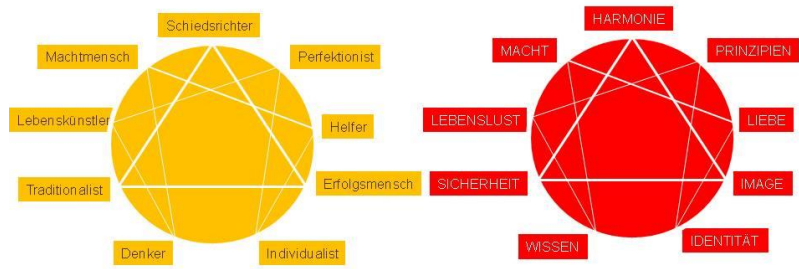 Schiedsrichter
Machtmensch
Perfektionist
Lebenskünstler
Helfer
Traditionalist
Erfolgsmensch
Denker
Individualist
HARMONIE
MACHT
PRINZIPIEN
LEBENSLUST
LIEBE
SICHERHEIT
IMAGE
WISSEN
IDENTITÄT